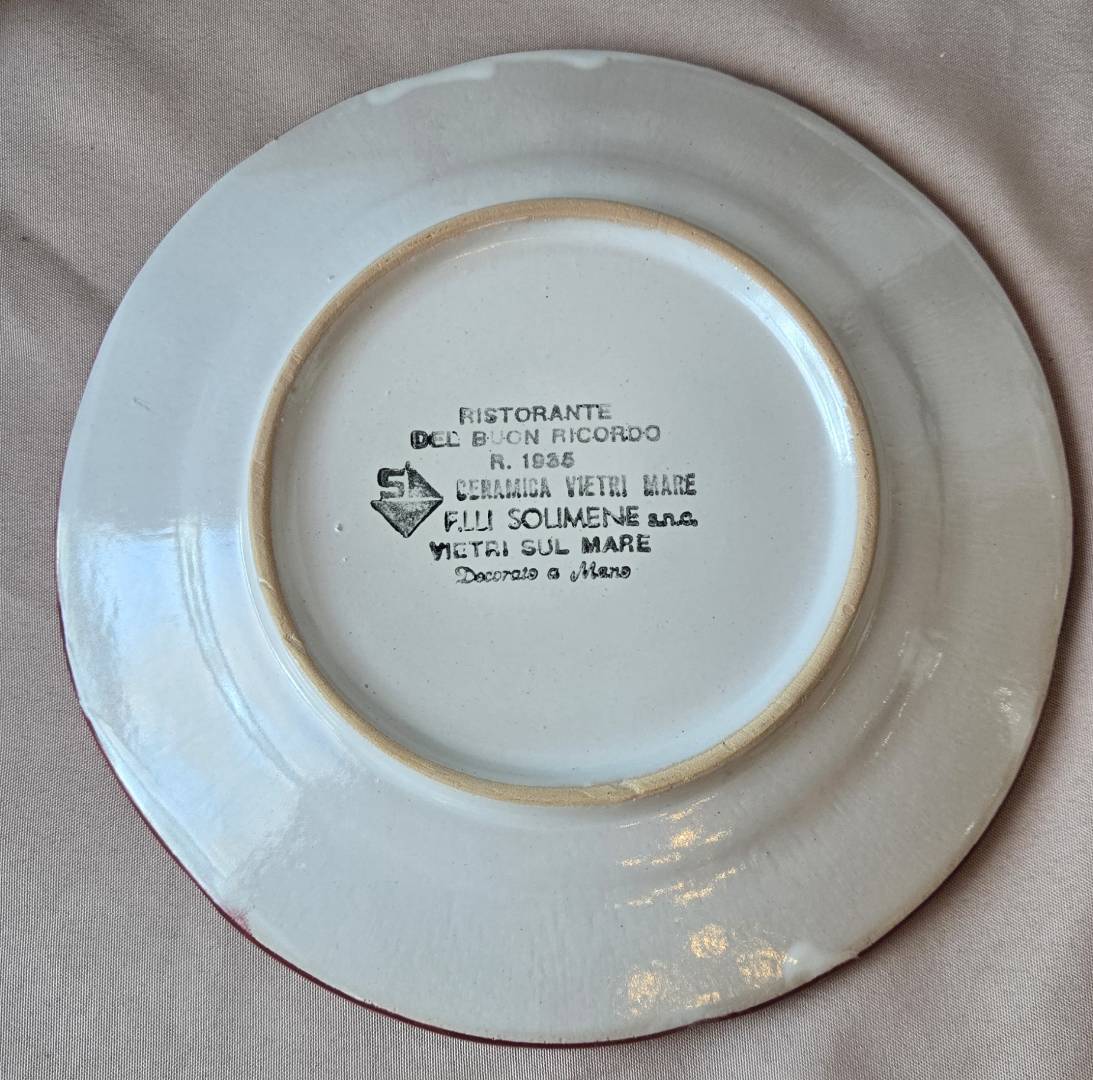 RISTORANTE
DEL BUON RICORDO
R. 1935
S CERAMICA VIETRI MARE
F.LLI SOLIMENE s.n.c.
VIETRI SUL MARE
Decorato a Mano